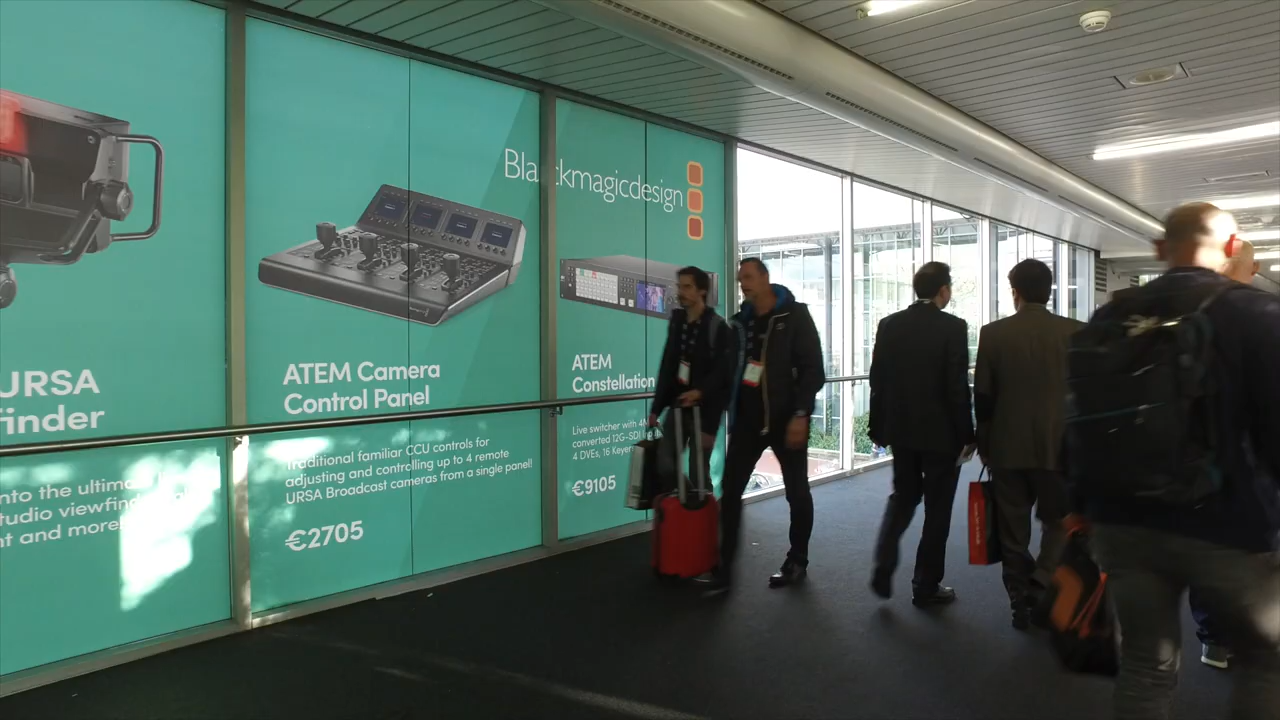 URSA
finder
nto the ultima
tudio viewfin
nt and more
ATEM Camera
Control Panel
Traditional familiar CCU controls for
adjusting and controlling up to 4 remote
URSA Broadcast cameras from a single panel!
€2705
Blackmagicdesign
ATEM
Constellation
Live switcher with 4
converted 12G-SDI
4 DVEs, 16 Keyer
€9105